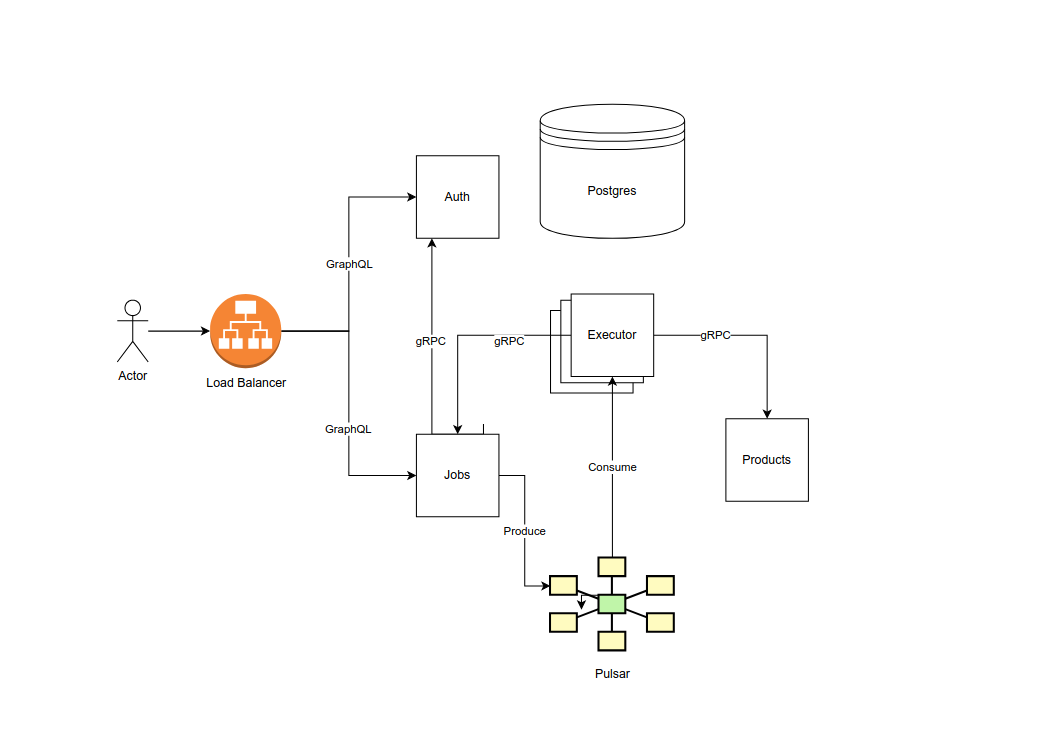 Postgres
Auth
GraphQL
Actor
Load Balancer
gRPC
gRPC
Executor
gRPC
GraphQL
Jobs
Consume
Products
Produce
Pulsar